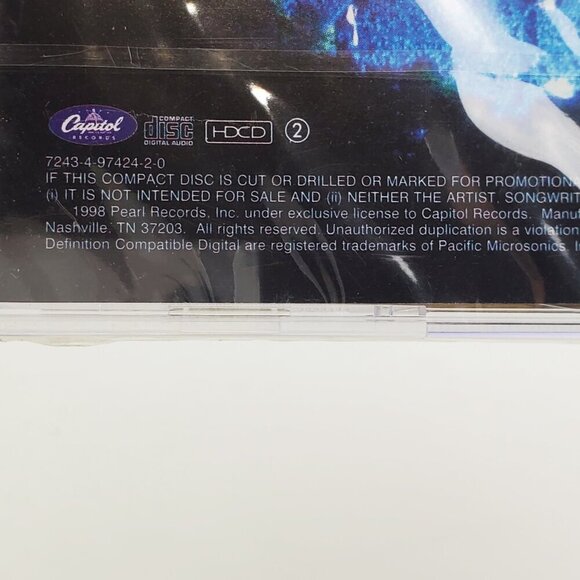 Capitol
RECORDS
COMPACT
disc
DIGITAL AUDIO
HDCD
2
7243-4-97424-2-0
IF THIS COMPACT DISC IS CUT OR DRILLED OR MARKED FOR PROMOTION
(i) IT IS NOT INTENDED FOR SALE AND (ii) NEITHER THE ARTIST, SONGWRIT
1998 Pearl Records, Inc. under exclusive license to Capitol Records. Manuf
Nashville, TN 37203. All rights reserved. Unauthorized duplication is a violation
Definition Compatible Digital are registered trademarks of Pacific Microsonics, I